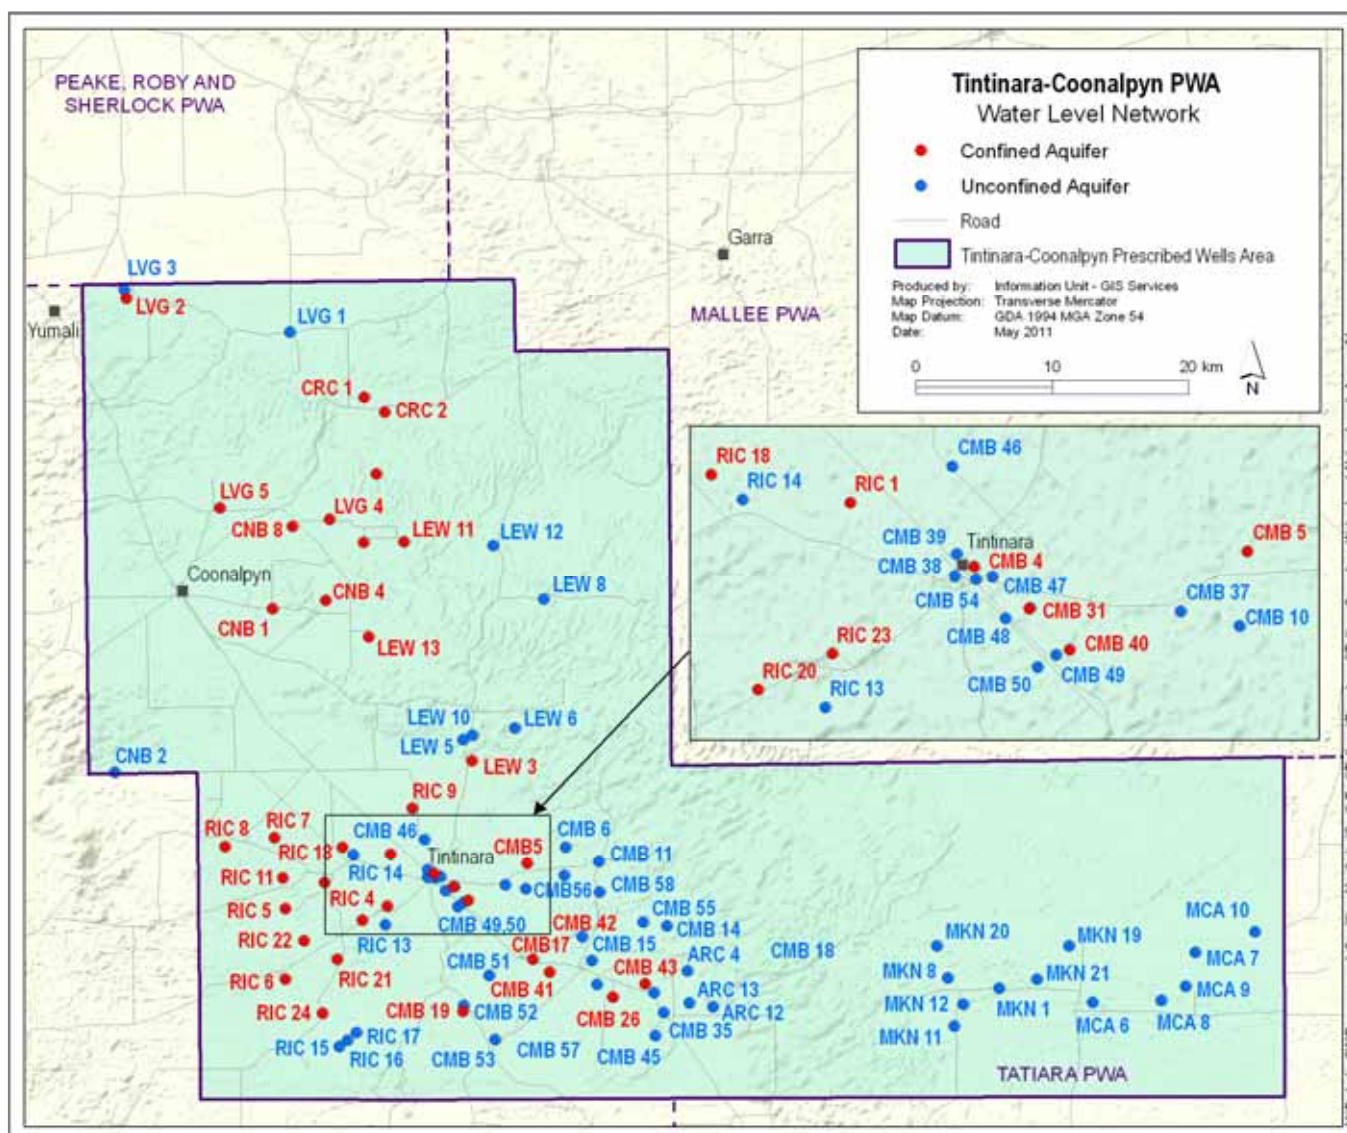 PEAKE, ROBY AND
SHERLOCK PWA
Tintinara-Coonalpyn PWA
Water Level Network
Confined Aquifer
Unconfined Aquifer
Road
Tintinara-Coonalpyn Prescribed Wells Area
Produced by: Information Unit - GIS Services
Map Projection: Transverse Mercator
Map Datum: GDA 1994 MGA Zone 54
Date: May 2011
0 10 20 km
N
Garra
MALLEE PWA
Yumali
LVG 3
LVG 2
LVG 1
CRC 1
CRC 2
LVG 5
LVG 4
CNB 8
LEW 11
LEW 12
Coonalpyn
CNB 4
LEW 8
CNB 1
LEW 13
LEW 10
LEW 6
LEW 5
CNB 2
LEW 3
RIC 9
CMB 46
RIC 18
RIC 14
RIC 1
CMB 39
Tintinara
CMB 5
CMB 38
CMB 4
CMB 47
CMB 54
CMB 37
CMB 31
CMB 10
CMB 48
RIC 23
CMB 40
RIC 20
CMB 49
CMB 50
RIC 13
RIC 8
RIC 7
CMB 46
CMB 6
RIC 18
Tintinara
CMB5
CMB 11
RIC 14
RIC 11
RIC 4
CMB56
CMB 58
RIC 5
CMB 49,50
CMB 42
CMB 55
CMB 14
RIC 22
RIC 13
CMB17
CMB 15
ARC 4
CMB 18
MKN 20
MKN 19
MCA 10
RIC 6
RIC 21
CMB 51
CMB 41
CMB 43
MKN 8
MKN 21
MCA 7
ARC 13
MCA 9
RIC 24
CMB 19
CMB 52
CMB 26
ARC 12
MKN 12
MKN 1
MCA 6
MCA 8
RIC 17
CMB 35
MKN 11
RIC 15
RIC 16
CMB 53
CMB 57
CMB 45
TATIARA PWA